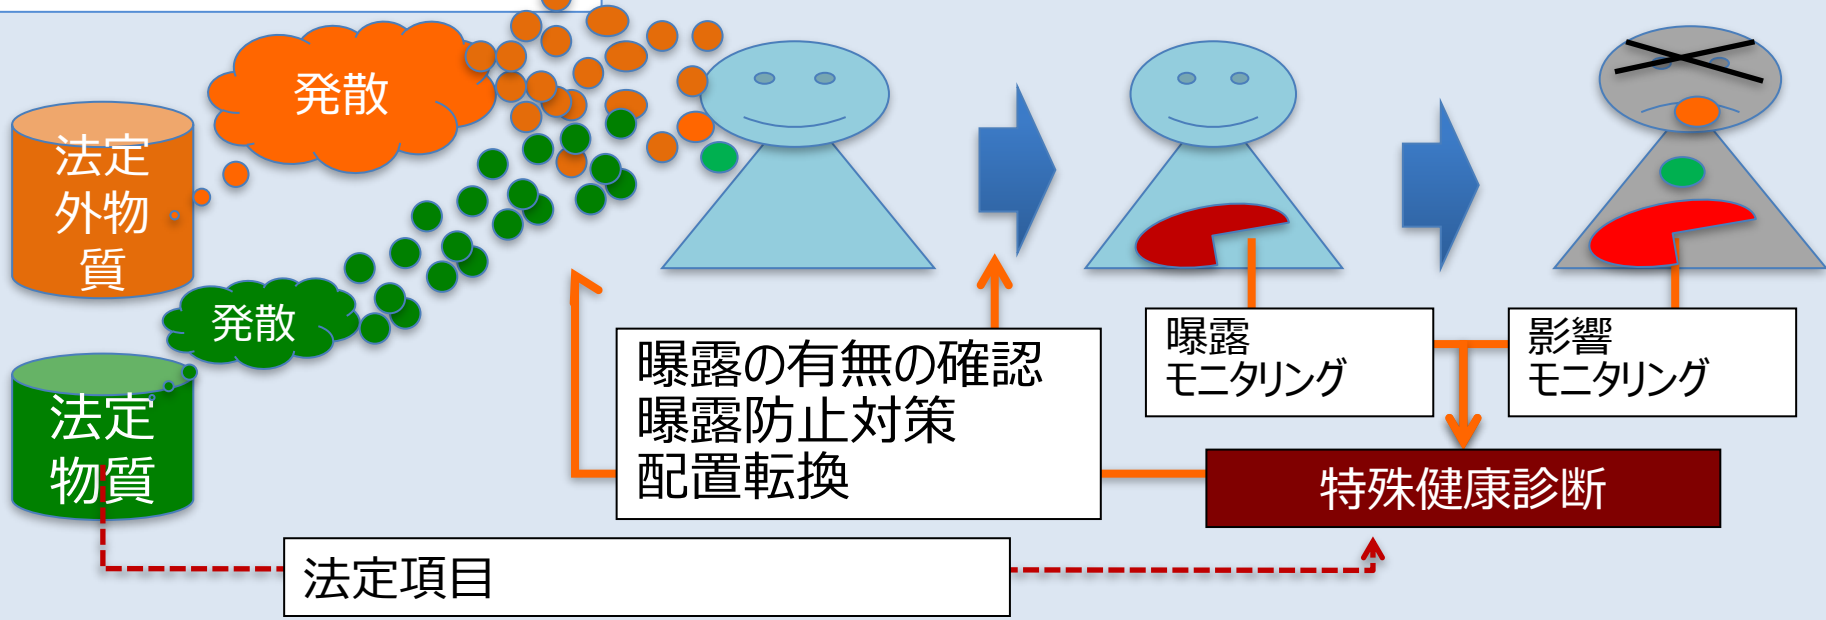 発散
法定
外物
質
発散
法定
物質
曝露の有無の確認
曝露防止対策
配置転換
曝露
モニタリング
影響
モニタリング
特殊健康診断
法定項目